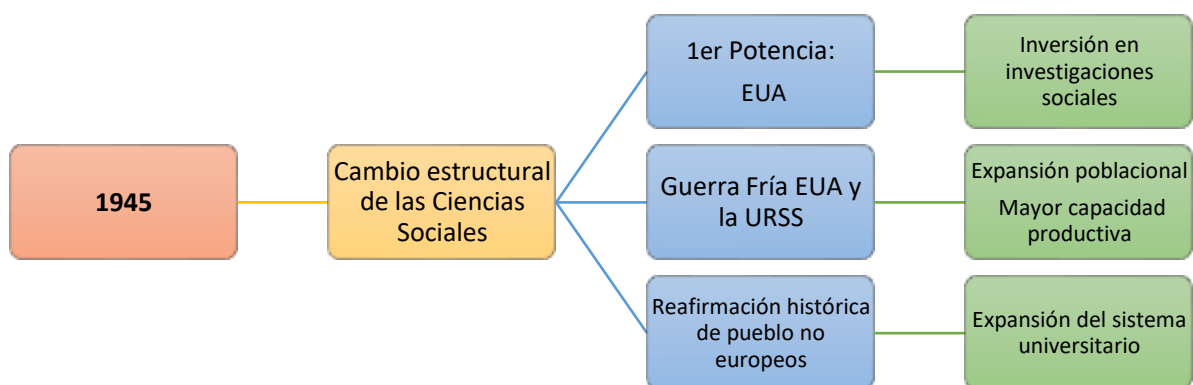 1945
Cambio estructural
de las Ciencias
Sociales
1er Potencia:
EUA
Inversión en
investigaciones
sociales
Guerra Fría EUA y
la URSS
Expansión poblacional
Mayor capacidad
productiva
Reafirmación histórica
de pueblo no
europeos
Expansión del sistema
universitario